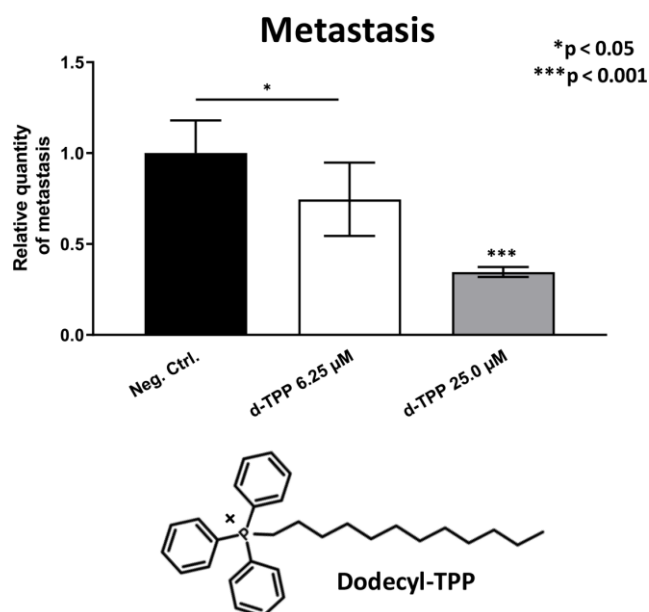 Metastasis
*p < 0.05
***p < 0.001
Relative quantity
of metastasis
1.5
1.0
0.5
0.0
*
***
Neg. Ctrl.
d-TPP 6.25 µM
d-TPP 25.0 µM
+
P
Dodecyl-TPP